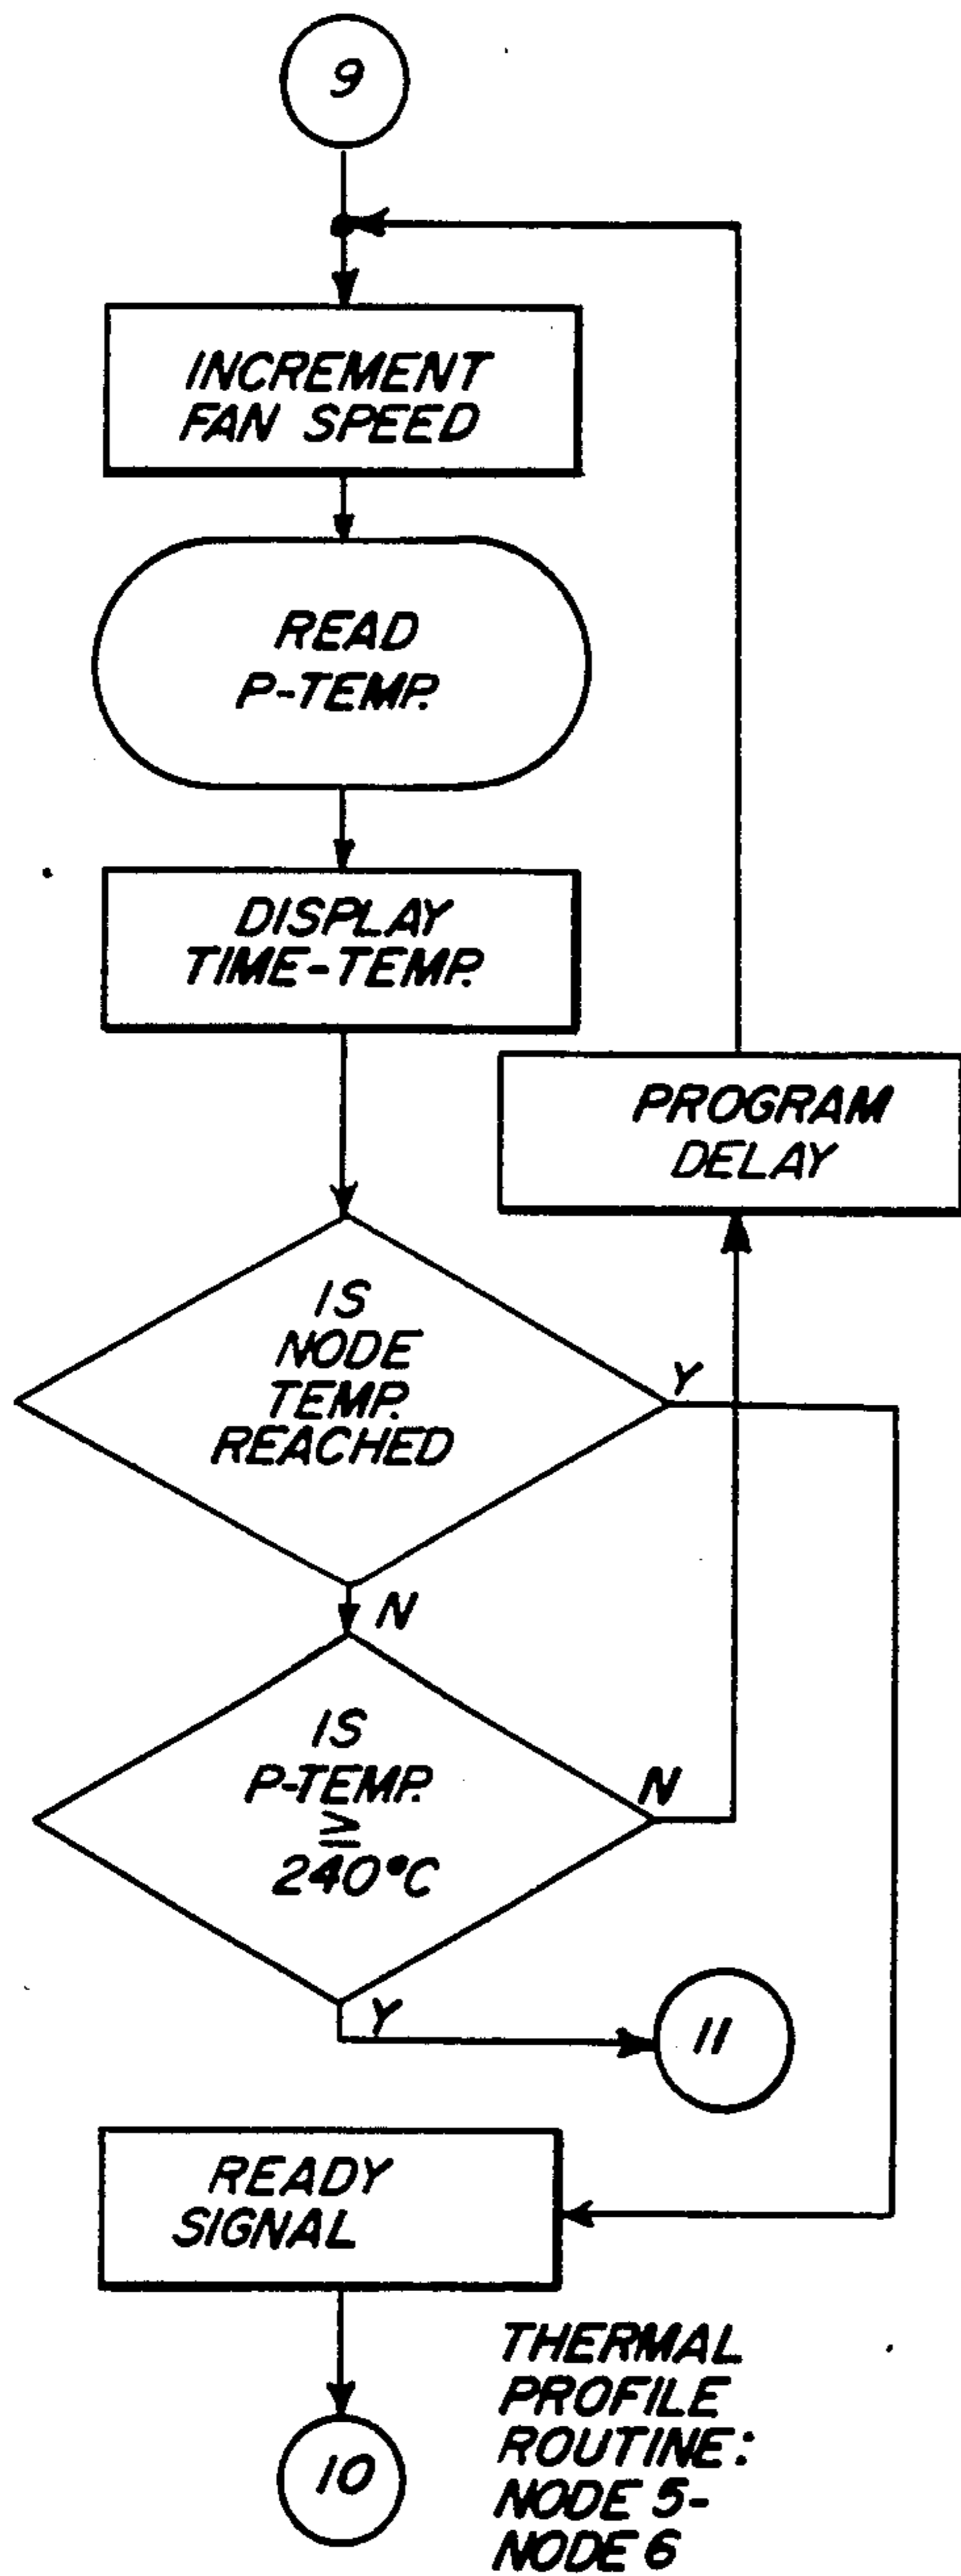 9
INCREMENT
FAN SPEED
READ
P-TEMP.
DISPLAY
TIME-TEMP.
PROGRAM
DELAY
IS
NODE
TEMP.
REACHED
Y
N
IS
P-TEMP.
≥
240°C
N
Y
11
READY
SIGNAL
10
THERMAL
PROFILE
ROUTINE:
NODE 5-
NODE 6